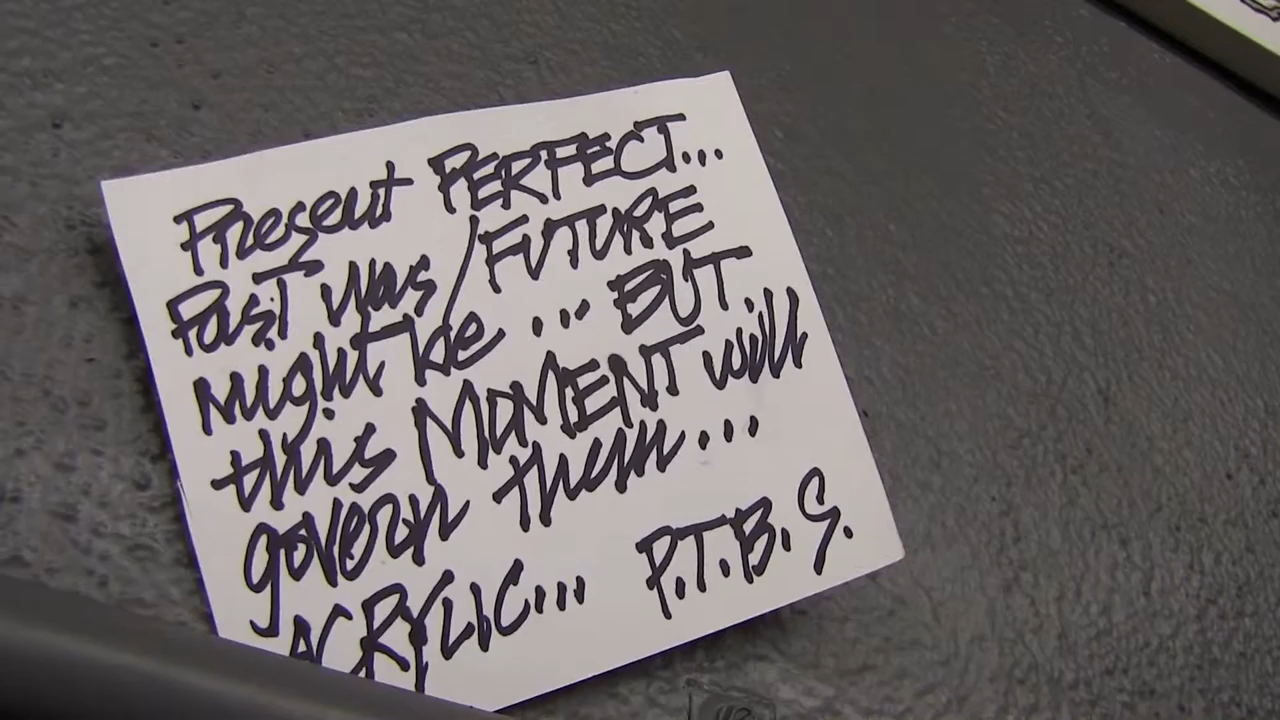 Present PERFECT...
Past was/FUTURE
might be... BUT
this MOMENT will
govern them...
ACRYLIC... P.T.B.S.